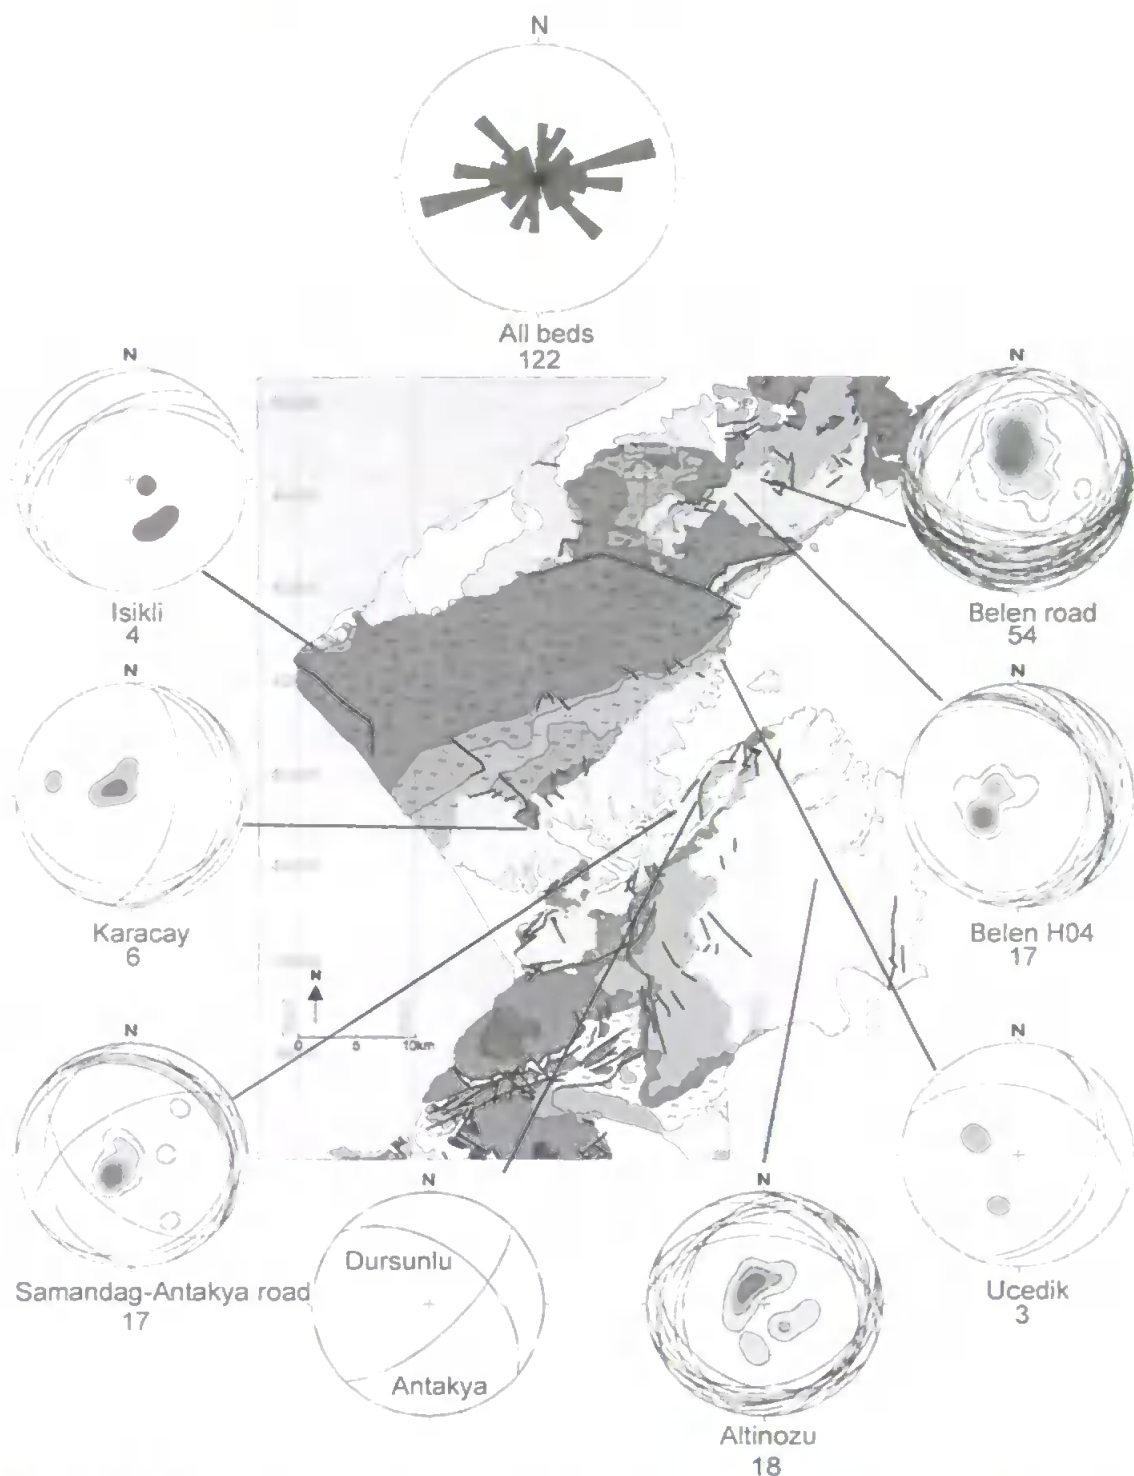 N
All beds
122
N
Isikli
4
N
Belen road
54
N
Karacay
6
N
Belen H04
17
N
0 5 10km
N
Samandag-Antakya road
17
N
Dursunlu
Antakya
N
Altinozu
18
N
Ucedik
3